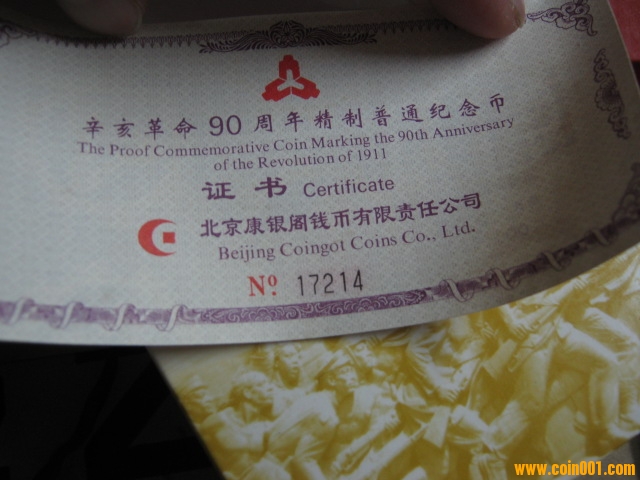 辛亥革命90周年精制普通纪念币
The Proof Commemorative Coin Marking the 90th Anniversary
of the Revolution of 1911
证书 Certificate
北京康银阁钱币有限责任公司
Beijing Coingot Coins Co., Ltd.
No. 17214
www.coin001.com